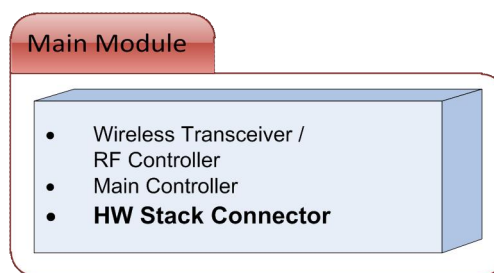 Main Module
• Wireless Transceiver /
RF Controller
• Main Controller
• HW Stack Connector